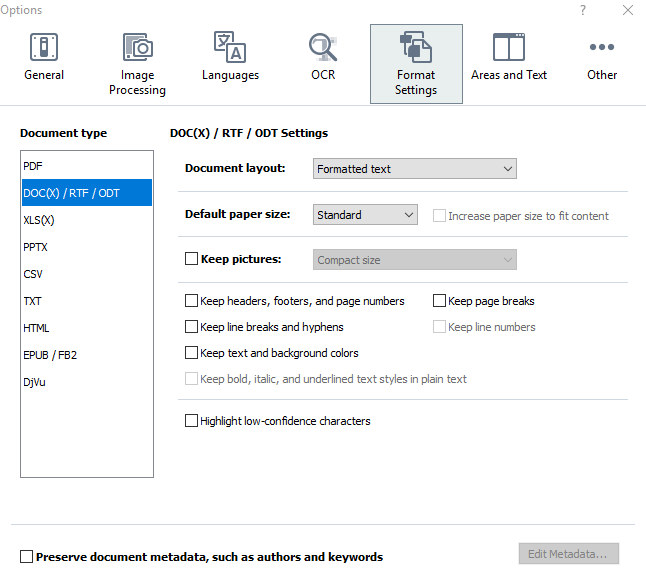 Options
?
General
Image
Processing
Languages
OCR
Format
Settings
Areas and Text
Other
Document type
PDF
DOC(X) / RTF / ODT
XLS(X)
PPTX
CSV
TXT
HTML
EPUB / FB2
DjVu
DOC(X) / RTF / ODT Settings
Document layout: Formatted text
Default paper size: Standard Increase paper size to fit content
Keep pictures: Compact size
Keep headers, footers, and page numbers Keep page breaks
Keep line breaks and hyphens Keep line numbers
Keep text and background colors
Keep bold, italic, and underlined text styles in plain text
Highlight low-confidence characters
Preserve document metadata, such as authors and keywords Edit Metadata...